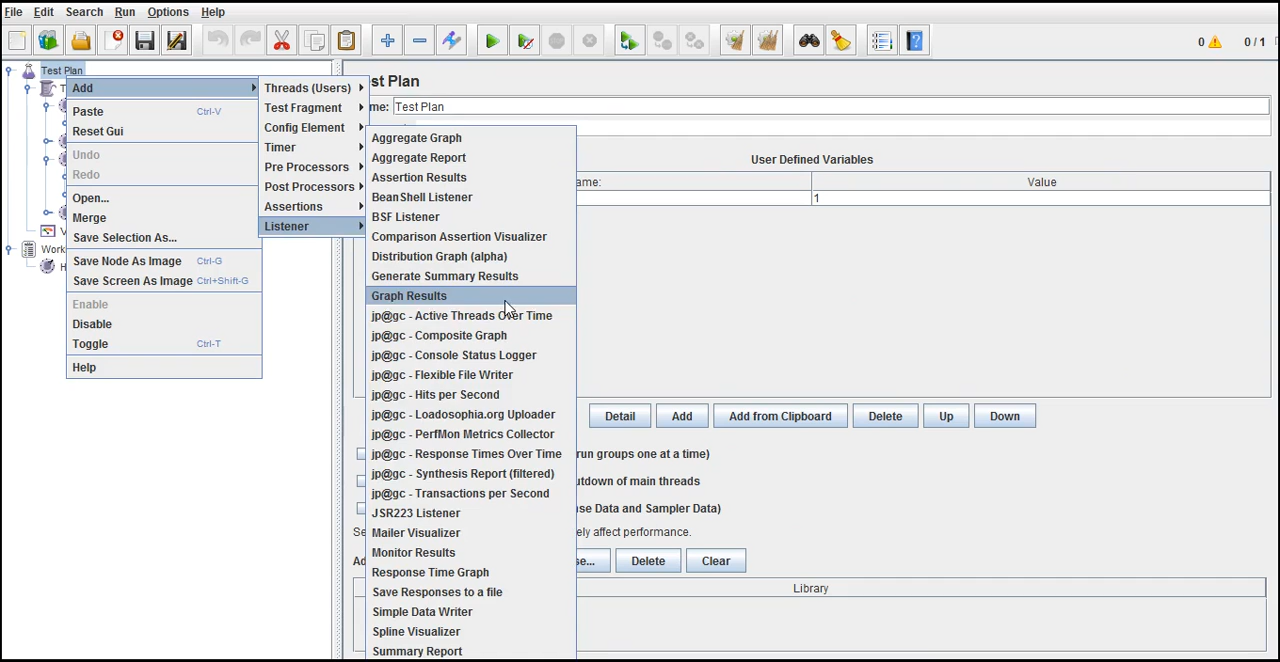 File Edit Search Run Options Help
0 0 / 1
Test Plan
Add
Paste Ctrl-V
Reset Gui
Undo
Redo
Open...
Merge
Save Selection As...
Save Node As Image Ctrl-G
Save Screen As Image Ctrl+Shift-G
Enable
Disable
Toggle Ctrl-T
Help
Threads (Users)
Test Fragment
Config Element
Timer
Pre Processors
Post Processors
Assertions
Listener
Aggregate Graph
Aggregate Report
Assertion Results
BeanShell Listener
BSF Listener
Comparison Assertion Visualizer
Distribution Graph (alpha)
Generate Summary Results
Graph Results
jp@gc - Active Threads Over Time
jp@gc - Composite Graph
jp@gc - Console Status Logger
jp@gc - Flexible File Writer
jp@gc - Hits per Second
jp@gc - Loadosophia.org Uploader
jp@gc - PerfMon Metrics Collector
jp@gc - Response Times Over Time
jp@gc - Synthesis Report (filtered)
jp@gc - Transactions per Second
JSR223 Listener
Mailer Visualizer
Monitor Results
Response Time Graph
Save Responses to a file
Simple Data Writer
Spline Visualizer
Summary Report
st Plan
me: Test Plan
User Defined Variables
me: Value
1
Detail Add Add from Clipboard Delete Up Down
run groups one at a time)
utdown of main threads
se Data and Sampler Data)
Se ely affect performance.
Ad se... Delete Clear
Library
T
V
Work
H